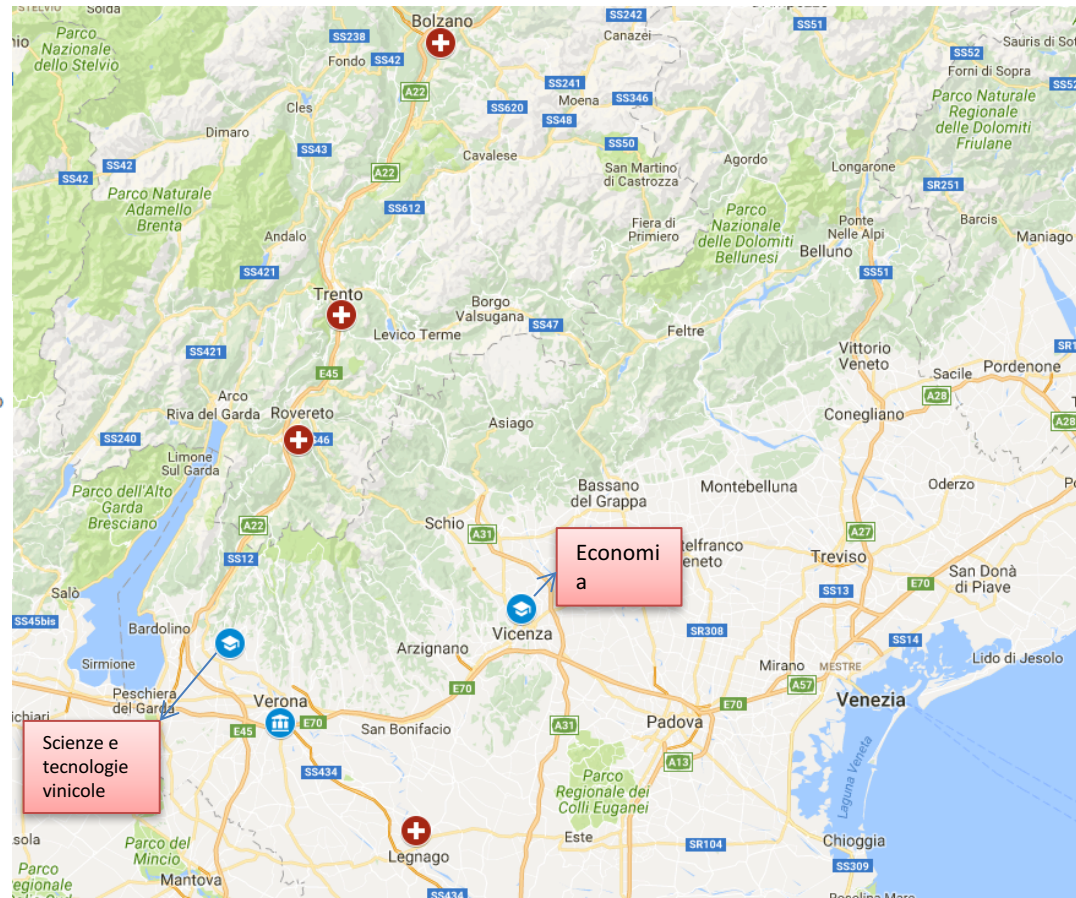 STELVIO
Solda
Parco
Nazionale
dello Stelvio
Bolzano
SS238
Fondo
SS42
SS242
Canazei
SS51
SS52
Sauris di
Forni di Sopra
Parco Naturale
Regionale
delle Dolomiti
Friulane
A22
SS241
Moena
SS346
SS620
SS48
Cles
Dimaro
SS43
SS50
Cavalese
San Martino
di Castrozza
Agordo
Longarone
SS42
SS42
A22
SR251
Parco Naturale
Adamello
Brenta
SS612
Parco
Nazionale
delle Dolomiti
Bellunesi
Fiera di
Primiero
Ponte
Nelle Alpi
Barcis
Maniago
Andalo
Belluno
SS421
SS51
Trento
Borgo
Valsugana
SS47
Levico Terme
Feltre
SS421
Vittorio
Veneto
E45
Sacile
Pordenone
Arco
Riva del Garda
Rovereto
A28
Conegliano
A28
Asiago
SS240
Limone
Sul Garda
Parco dell'Alto
Garda
Bresciano
Bassano
del Grappa
Montebelluna
Oderzo
A22
Schio
A31
A27
SS12
Economi
a
telfranco
eneto
Treviso
E70
San Donà
di Piave
Salò
SS13
SS45bis
Bardolino
Vicenza
SR308
SS14
Arzignano
Sirmione
Mirano
MESTRE
Lido di Jesolo
E70
A57
Peschiera
del Garda
Verona
Venezia
E70
E45
San Bonifacio
A31
Padova
E70
Scienze e
tecnologie
vinicole
A13
SS434
Parco
Regionale dei
Colli Euganei
Laguna Veneta
Legnago
Este
SR104
Chioggia
Parco del
Mincio
SS309
Mantova
SS434
Parco